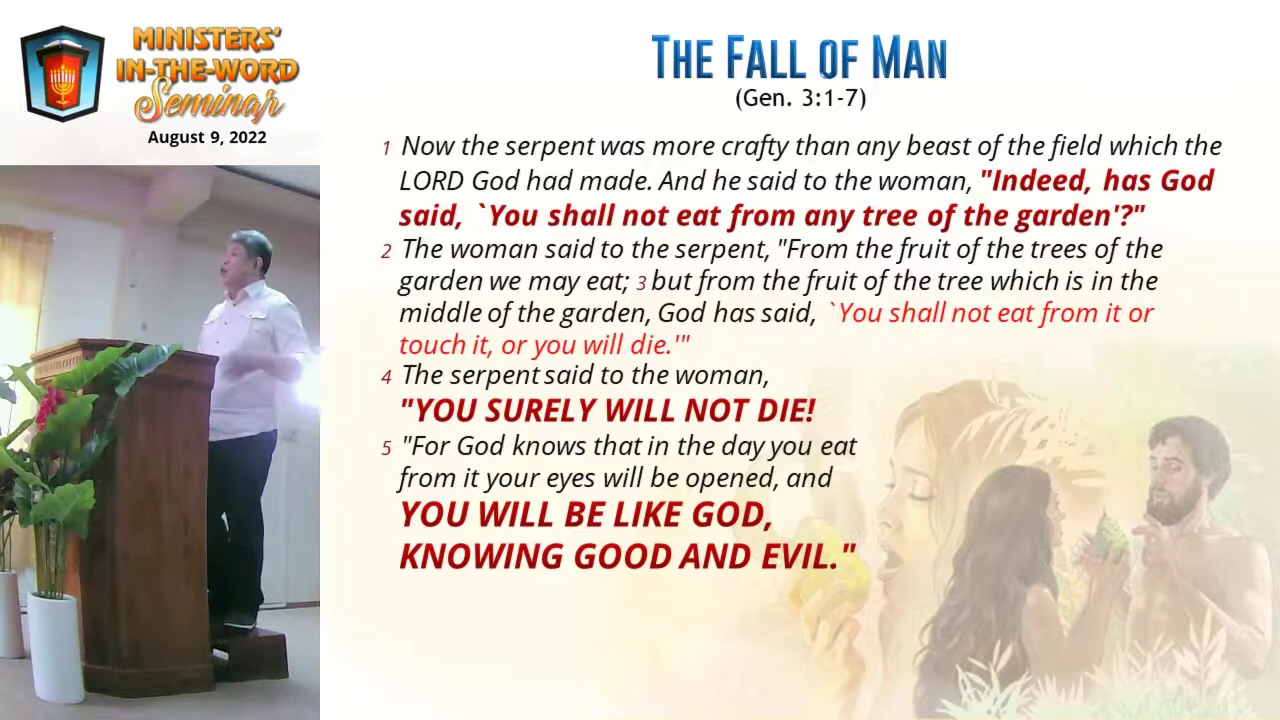 MINISTERS'
IN-THE-WORD
Seminar
August 9, 2022
THE FALL OF MAN
(Gen. 3:1-7)
1 Now the serpent was more crafty than any beast of the field which the
LORD God had made. And he said to the woman, "Indeed, has God
said, `You shall not eat from any tree of the garden'?"
2 The woman said to the serpent, "From the fruit of the trees of the
garden we may eat; 3 but from the fruit of the tree which is in the
middle of the garden, God has said, `You shall not eat from it or
touch it, or you will die.'"
4 The serpent said to the woman,
"YOU SURELY WILL NOT DIE!
5 "For God knows that in the day you eat
from it your eyes will be opened, and
YOU WILL BE LIKE GOD,
KNOWING GOOD AND EVIL."